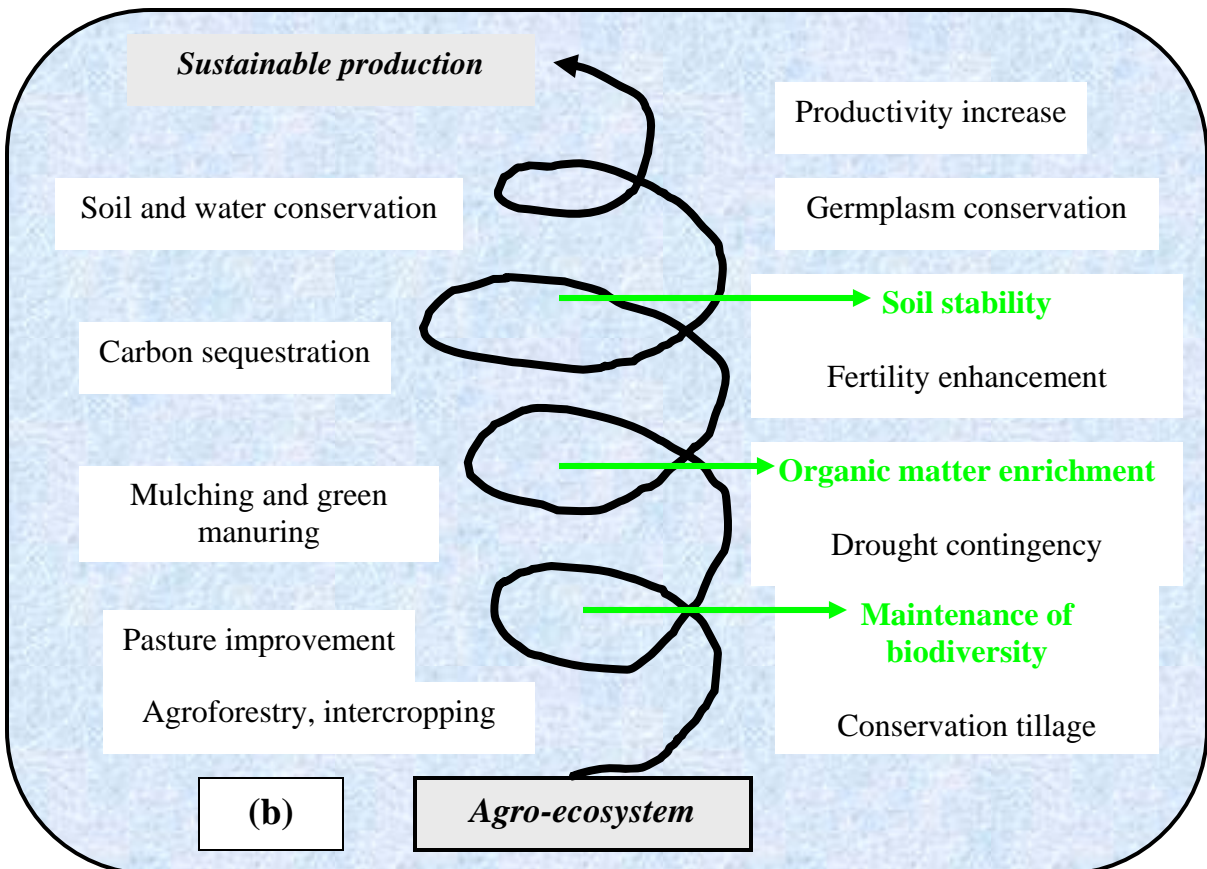 Sustainable production
Productivity increase
Soil and water conservation
Germplasm conservation
Soil stability
Carbon sequestration
Fertility enhancement
Organic matter enrichment
Mulching and green
manuring
Drought contingency
Maintenance of
biodiversity
Pasture improvement
Agroforestry, intercropping
Conservation tillage
(b)
Agro-ecosystem